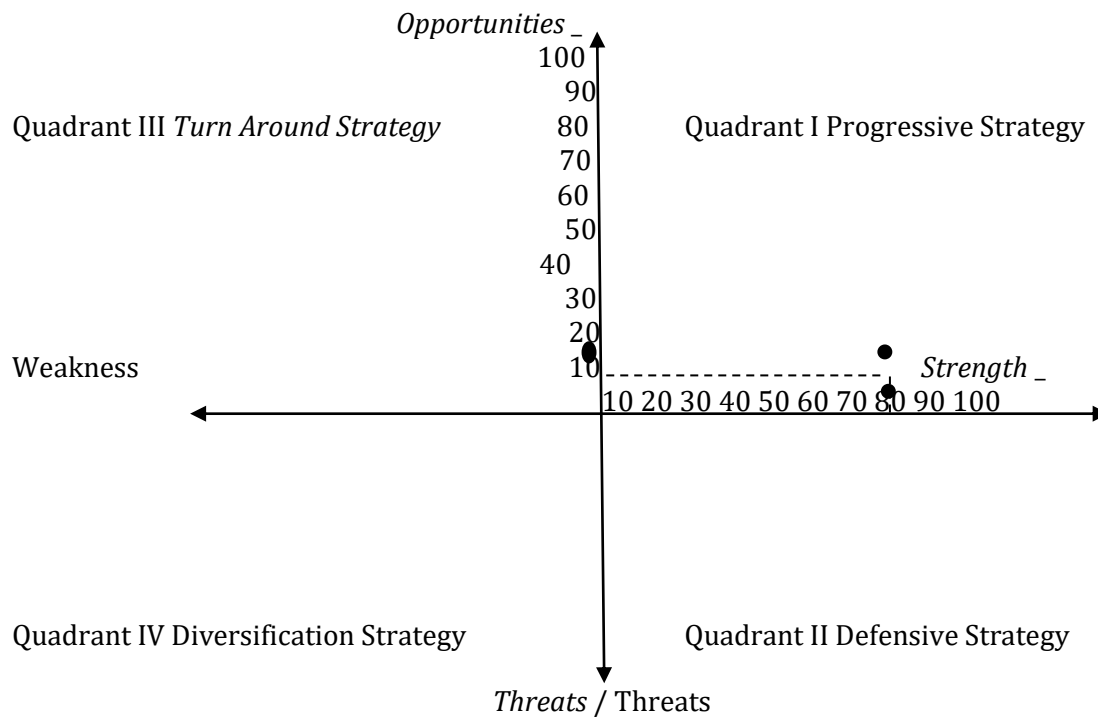 Opportunities _
100
90
Quadrant III Turn Around Strategy
80
Quadrant I Progressive Strategy
70
60
50
40
30
20
Weakness
10
Strength _
10 20 30 40 50 60 70 80 90 100
Quadrant IV Diversification Strategy
Quadrant II Defensive Strategy
Threats / Threats